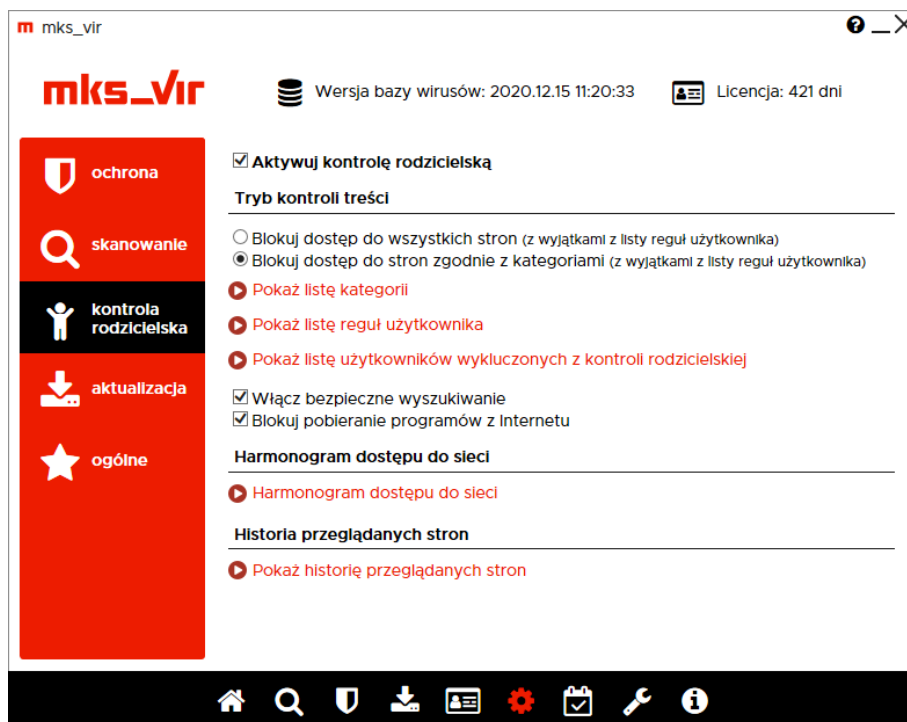 mks_vir
mks_vir
Wersja bazy wirusów: 2020.12.15 11:20:33
Licencja: 421 dni
ochrona
skanowanie
kontrola
rodzicielska
aktualizacja
ogólne
Aktywuj kontrolę rodzicielską
Tryb kontroli treści
Blokuj dostęp do wszystkich stron (z wyjątkami z listy reguł użytkownika)
Blokuj dostęp do stron zgodnie z kategoriami (z wyjątkami z listy reguł użytkownika)
Pokaż listę kategorii
Pokaż listę reguł użytkownika
Pokaż listę użytkowników wykluczonych z kontroli rodzicielskiej
Włącz bezpieczne wyszukiwanie
Blokuj pobieranie programów z Internetu
Harmonogram dostępu do sieci
Harmonogram dostępu do sieci
Historia przeglądanych stron
Pokaż historię przeglądanych stron